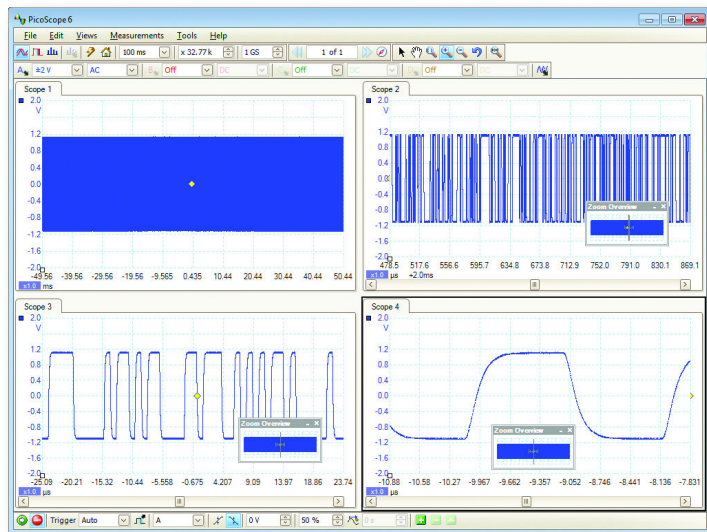 PicoScope 6
File Edit Views Measurements Tools Help
100 ms x 32.77 k 1 GS 1 of 1
A ±2 V AC B Off DC Off DC Off DC
Scope 1
2.0
V
1.2
0.8
0.4
0.0
-0.4
-0.8
-1.2
-2.0
-49.56 -39.56 -29.56 -19.56 -9.56 0.435 10.44 20.44 30.44 40.44 50.44
x1.0 ms
Scope 2
2.0
V
1.2
0.8
0.4
0.0
-0.4
-0.8
-1.2
-2.0
Zoom Overview
478.5 517.6 556.6 595.7 634.8 673.8 712.9 752.0 791.0 830.1 869.1
x1.0 µs +2.0ms
Scope 3
2.0
V
1.2
0.8
0.4
0.0
-0.4
-0.8
-1.2
-2.0
Zoom Overview
-25.09 -20.21 -15.32 -10.44 -5.558 -0.675 4.207 9.09 13.97 18.86 23.74
x1.0 µs
Scope 4
2.0
V
1.2
0.8
0.4
0.0
-0.4
-0.8
-1.2
-2.0
Zoom Overview
-10.88 -10.58 -10.27 -9.967 -9.662 -9.357 -9.052 -8.746 -8.441 -8.136 -7.831
x1.0 µs
Trigger Auto A 0 V 50 % 0 s